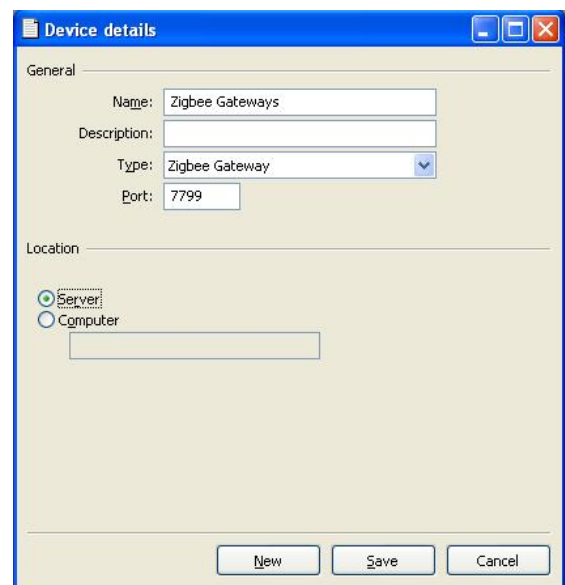 Device details
General
Name: Zigbee Gateways
Description:
Type: Zigbee Gateway
Port: 7799
Location
Server
Computer
New Save Cancel